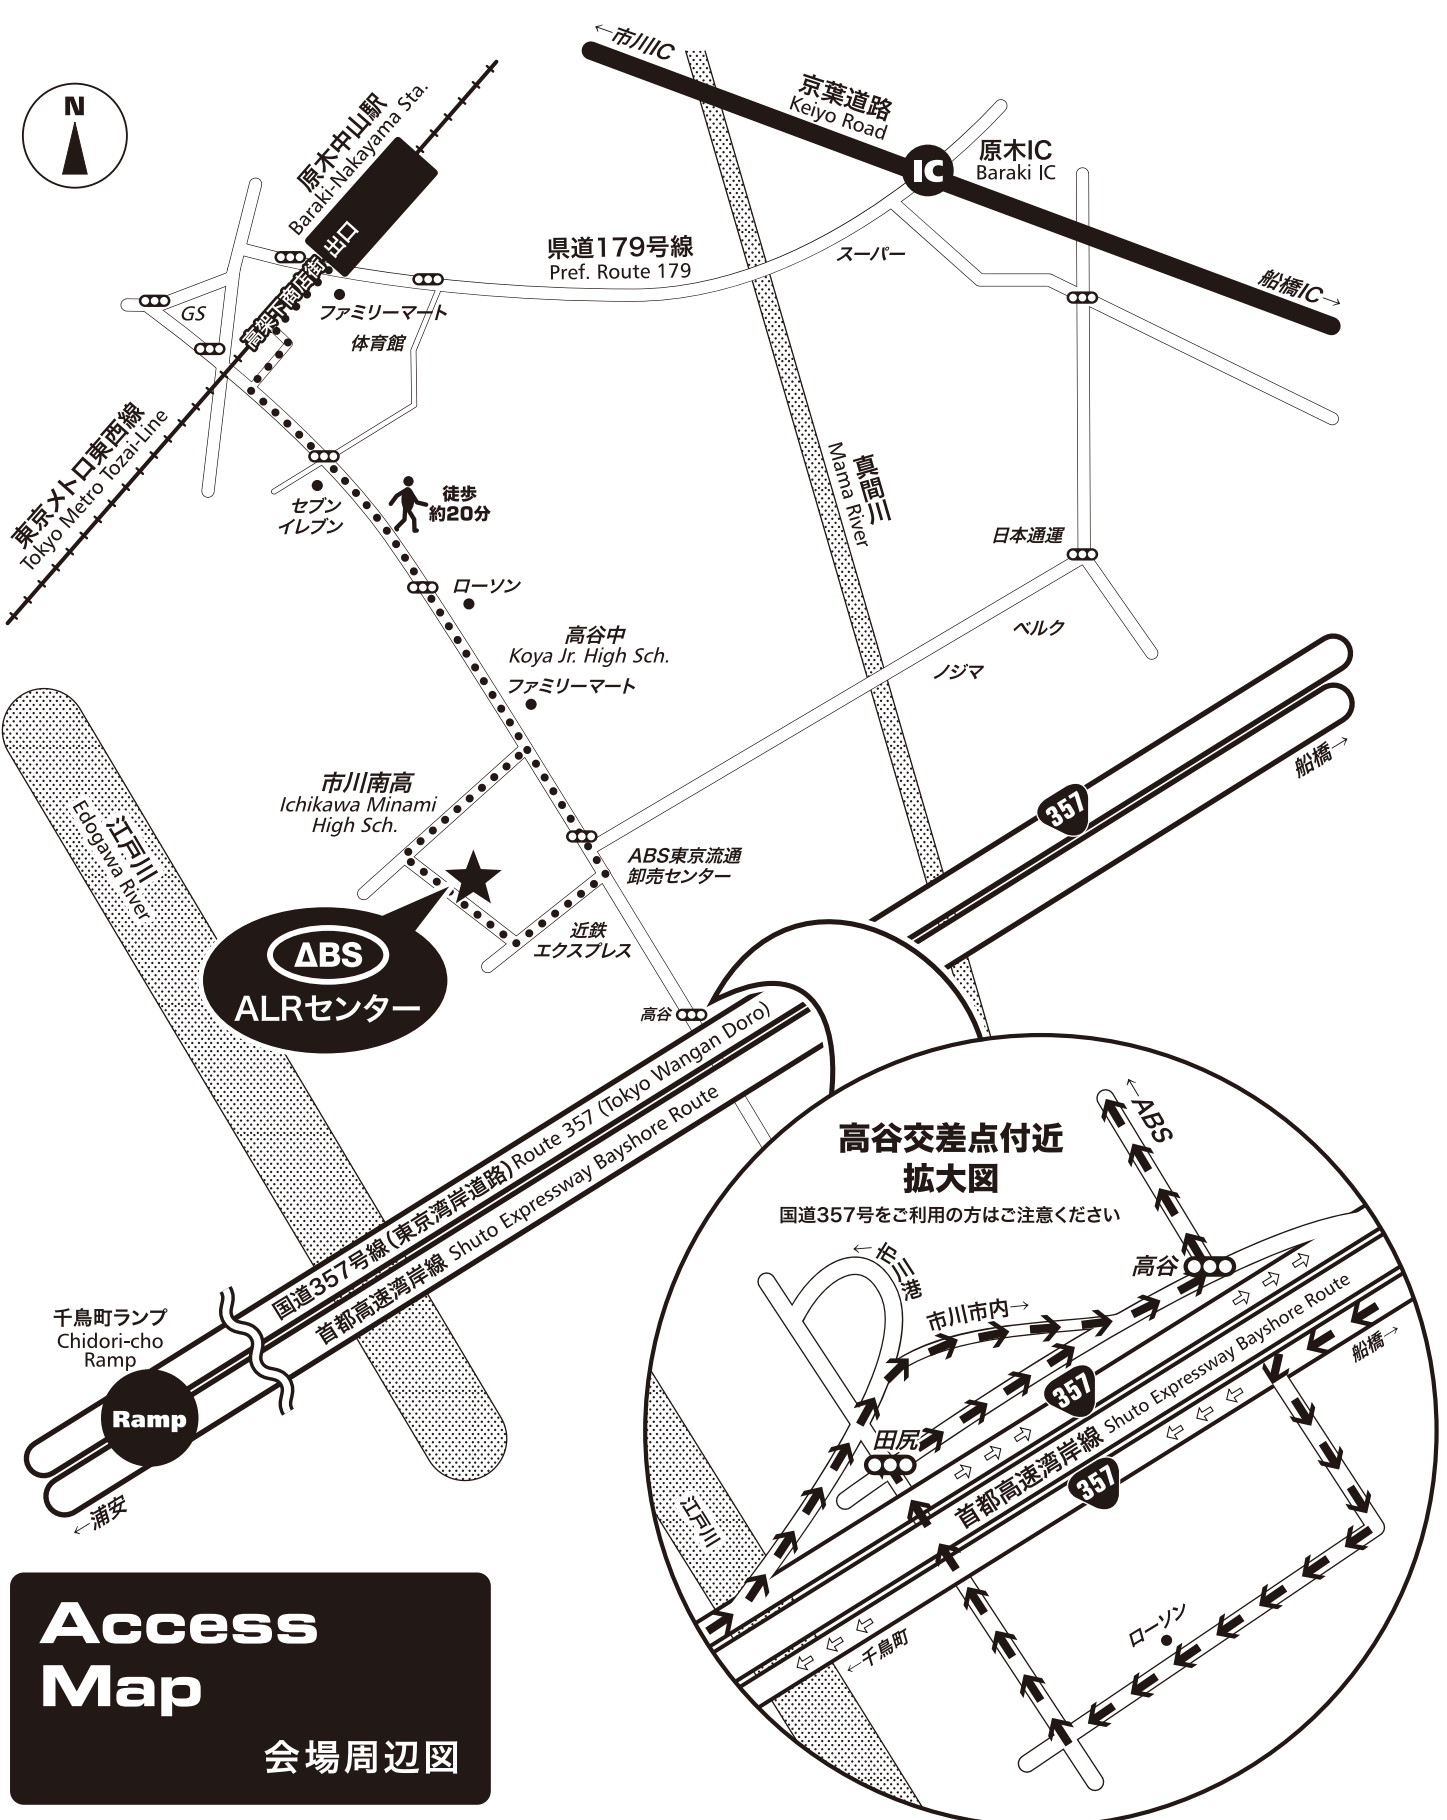 ←市川IC
京葉道路
Keiyo Road
IC
原木IC
Baraki IC
船橋IC→
N
原木中山駅
Baraki-Nakayama Sta.
出口
高架下商店街
県道179号線
Pref. Route 179
スーパー
GS
ファミリーマート
体育館
東京メトロ東西線
Tokyo Metro Tozai-Line
セブン
イレブン
徒歩
約20分
真間川
Mama River
日本通運
ローソン
高谷中
Koya Jr. High Sch.
ファミリーマート
ベルク
ノジマ
船橋→
357
市川南高
Ichikawa Minami
High Sch.
江戸川
Edogawa River
ABS東京流通
卸売センター
近鉄
エクスプレス
ABS
ALRセンター
高谷
国道357号線(東京湾岸道路) Route 357 (Tokyo Wangan Doro)
首都高速湾岸線 Shuto Expressway Bayshore Route
千鳥町ランプ
Chidori-cho
Ramp
Ramp
←浦安
高谷交差点付近
拡大図
国道357号をご利用の方はご注意ください
←ABS
高谷
市川市内→
田尻
357
首都高速湾岸線 Shuto Expressway Bayshore Route
357
船橋→
江戸川
←千鳥町
ローソン
Access
Map
会場周辺図